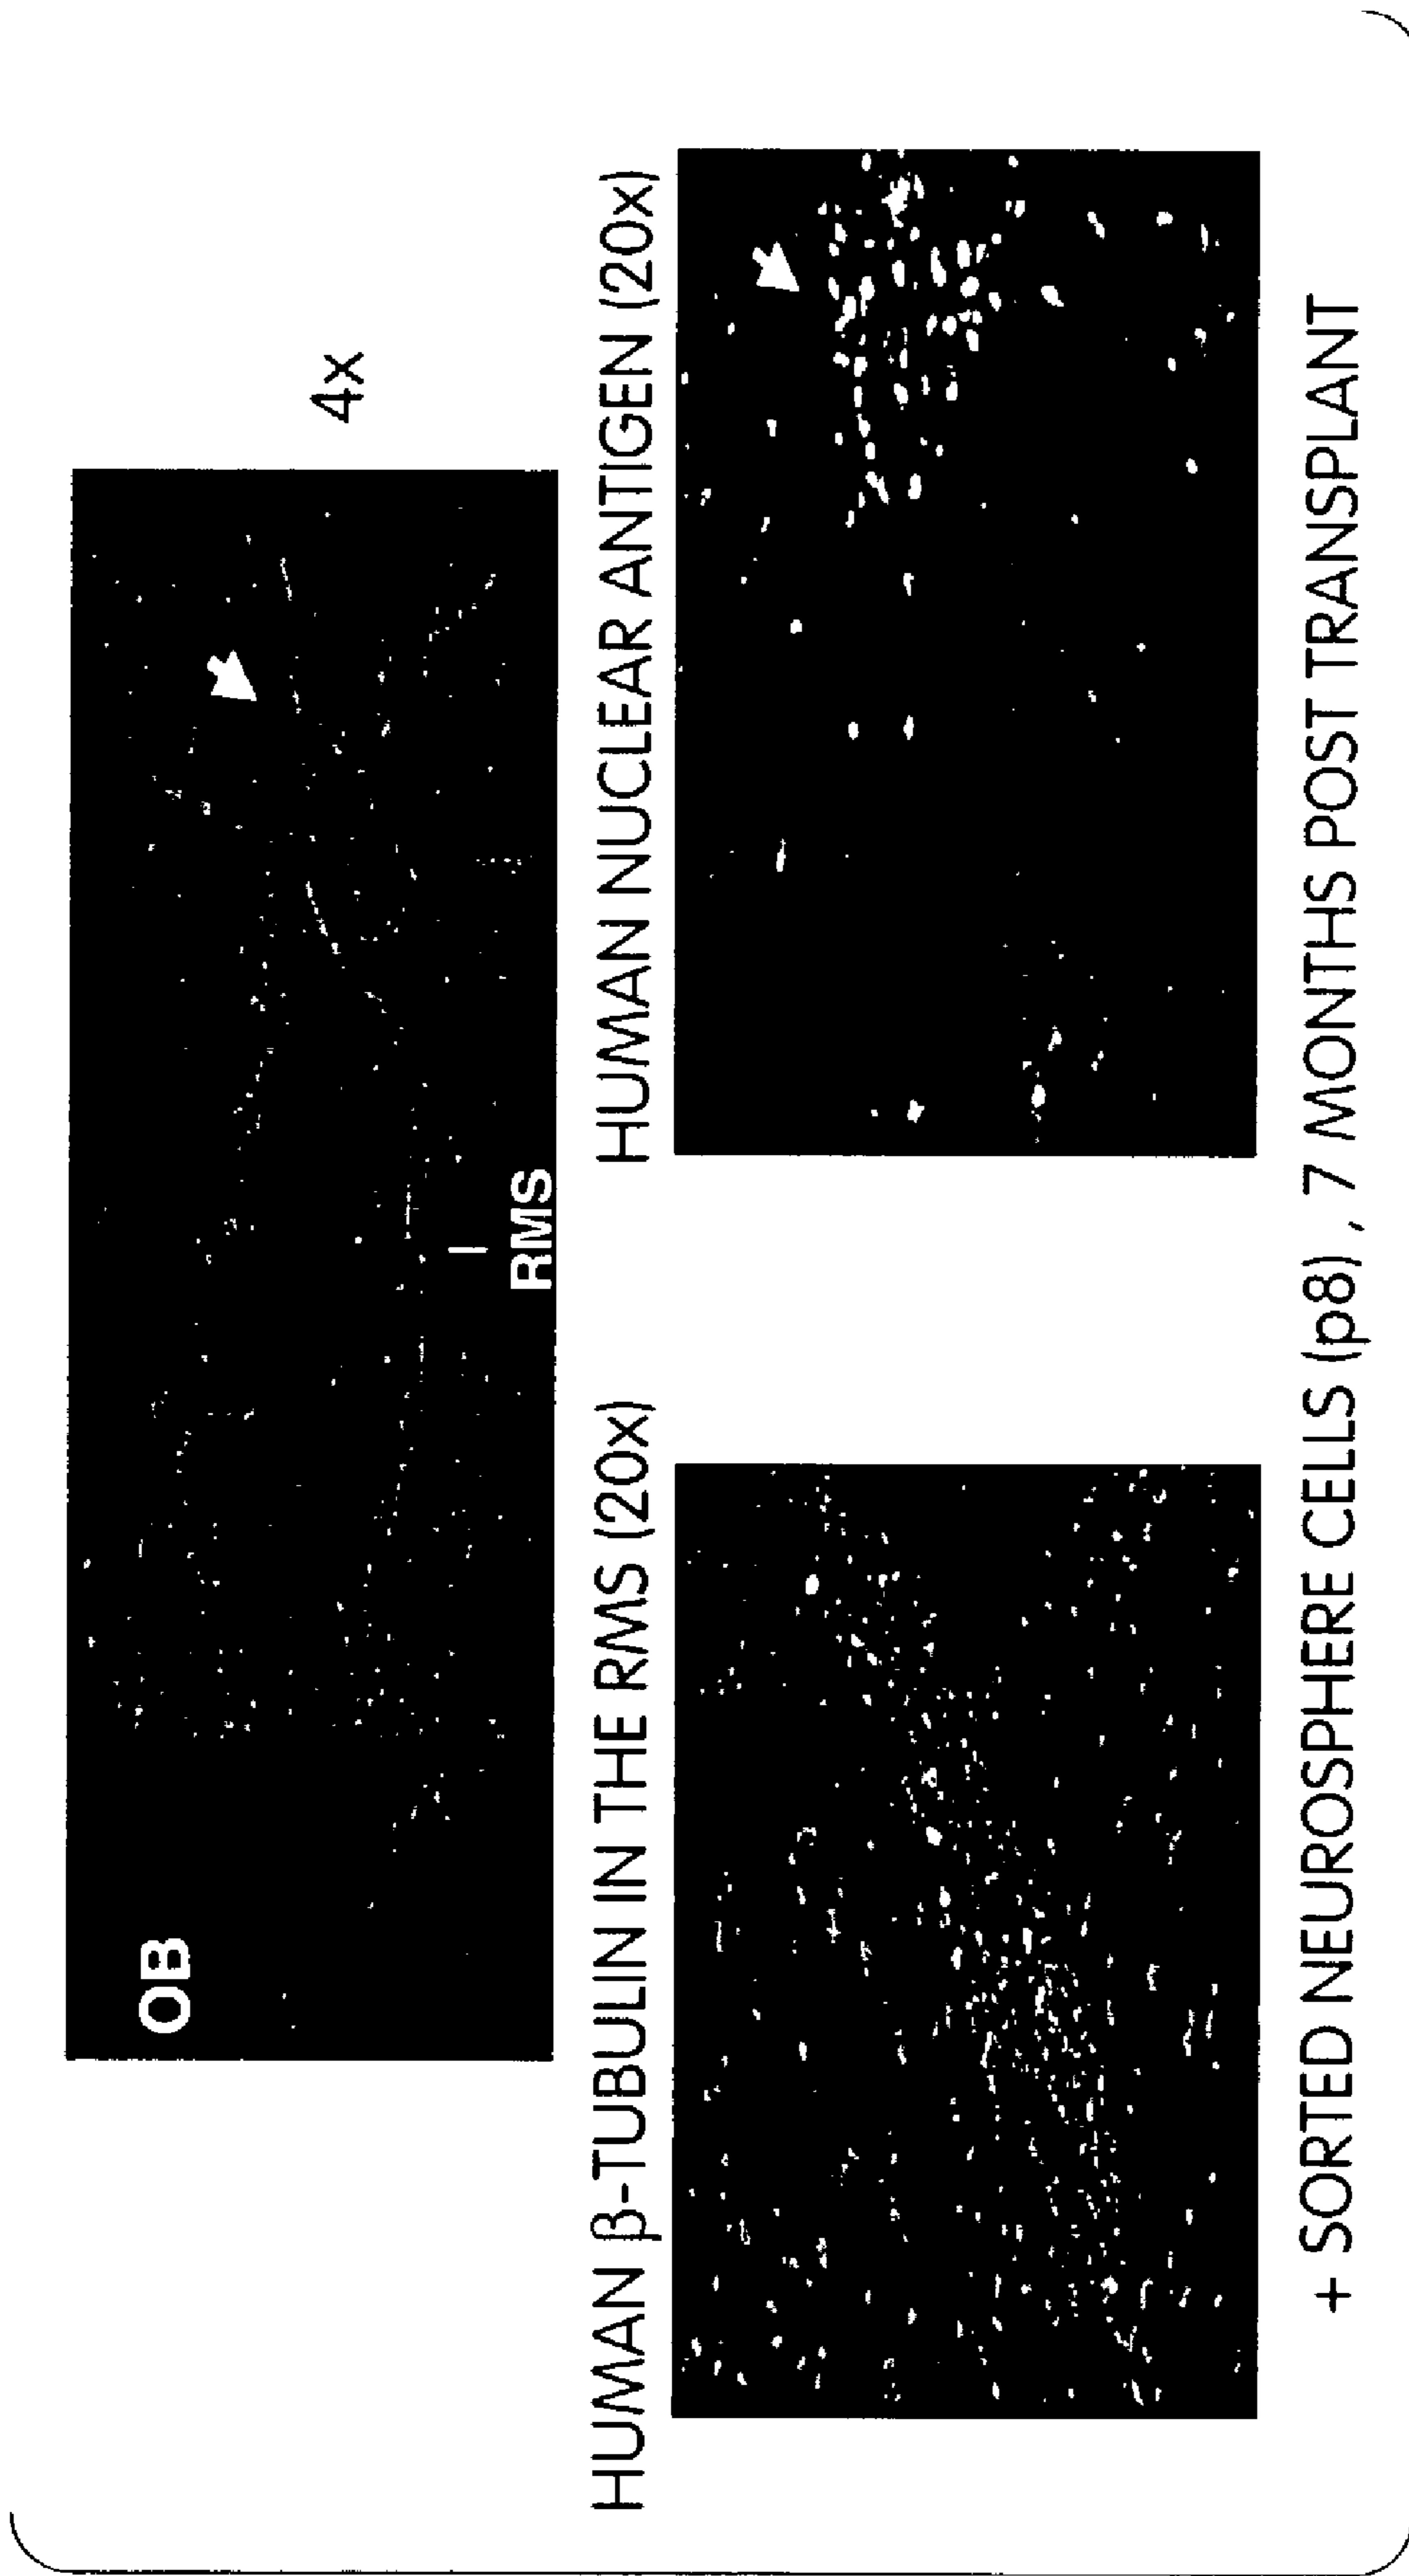 OB
RMS
4x
HUMAN β-TUBULIN IN THE RMS (20x)
HUMAN NUCLEAR ANTIGEN (20x)
+ SORTED NEUROSPHERE CELLS (p8) , 7 MONTHS POST TRANSPLANT